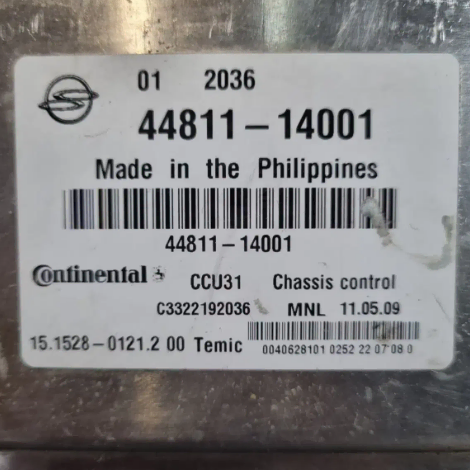 01 2036
44811-14001
Made in the Philippines
44811-14001
Continental CCU31 Chassis control
C3322192036 MNL 11.05.09
15.1528-0121.2 00 Temic 0040628101 0252 22 07 08 0